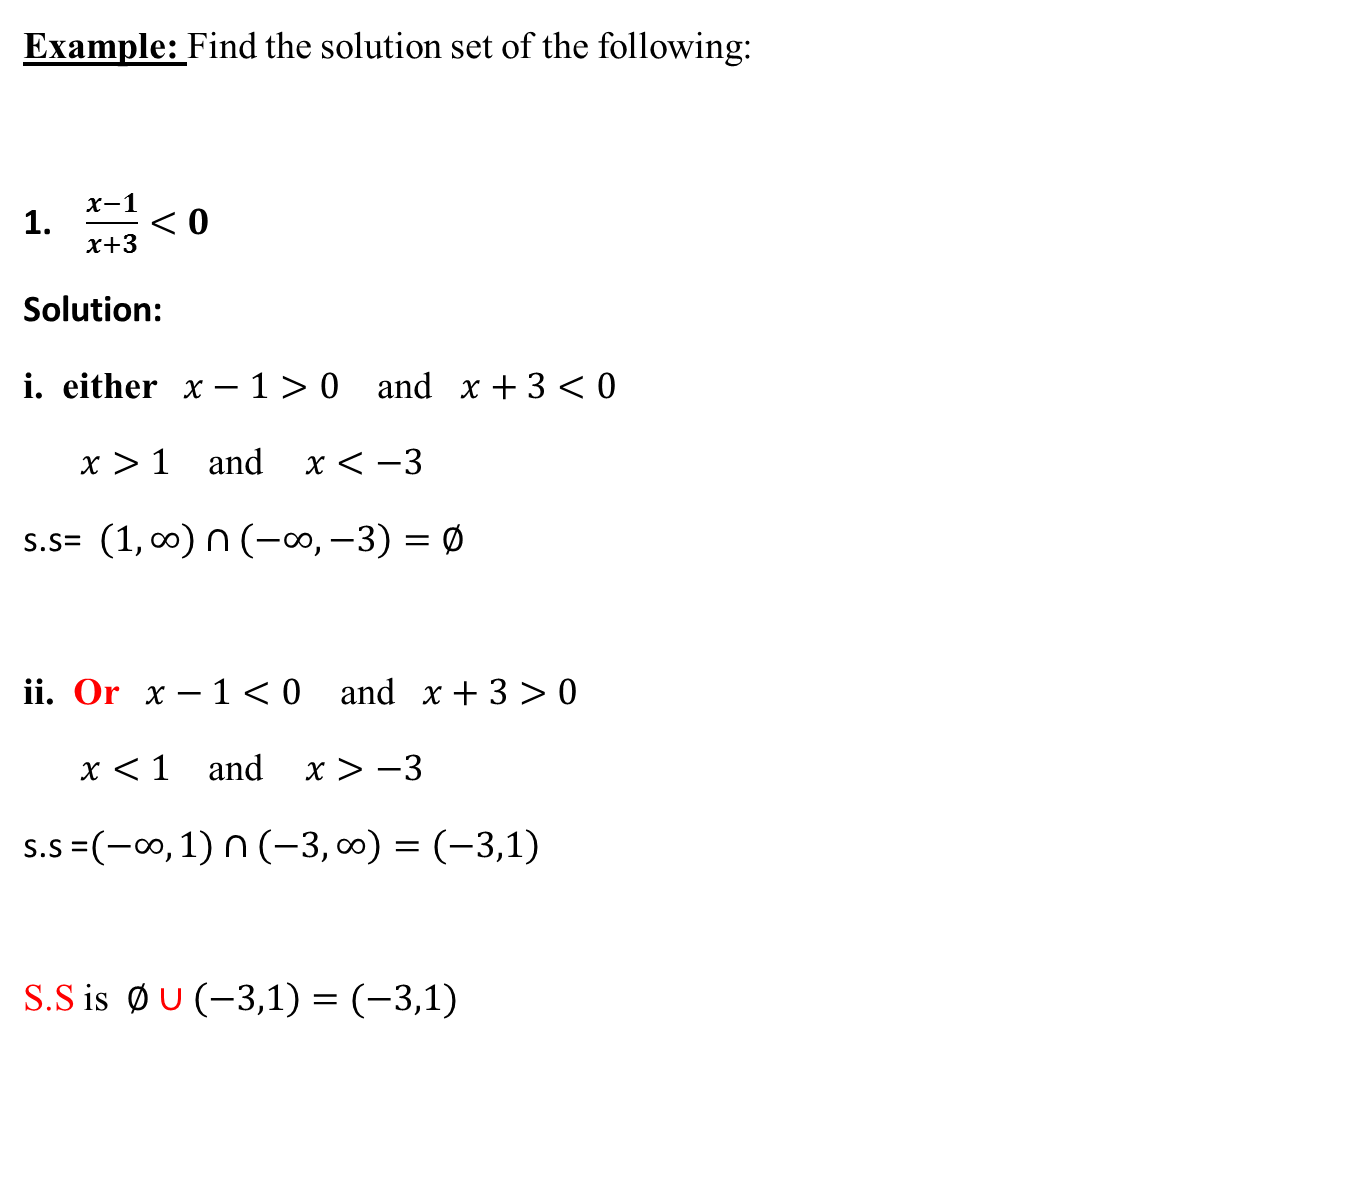 Example: Find the solution set of the following:
1. x−1/x+3 < 0
Solution:
i. either x − 1 > 0 and x + 3 < 0
x > 1 and x < −3
s.s= (1, ∞) ∩ (−∞, −3) = ∅
ii. Or x − 1 < 0 and x + 3 > 0
x < 1 and x > −3
s.s =(−∞, 1) ∩ (−3, ∞) = (−3,1)
S.S is ∅ ∪ (−3,1) = (−3,1)